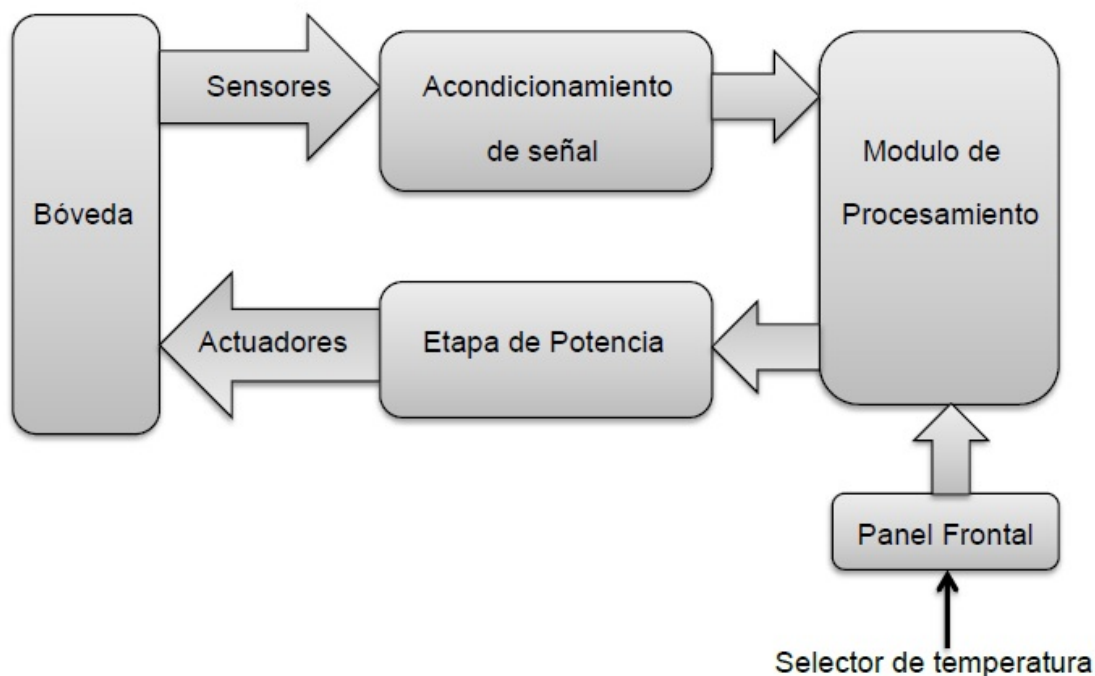 Sensores
Acondicionamiento
de señal
Modulo de
Procesamiento
Bóveda
Actuadores
Etapa de Potencia
Panel Frontal
Selector de temperatura